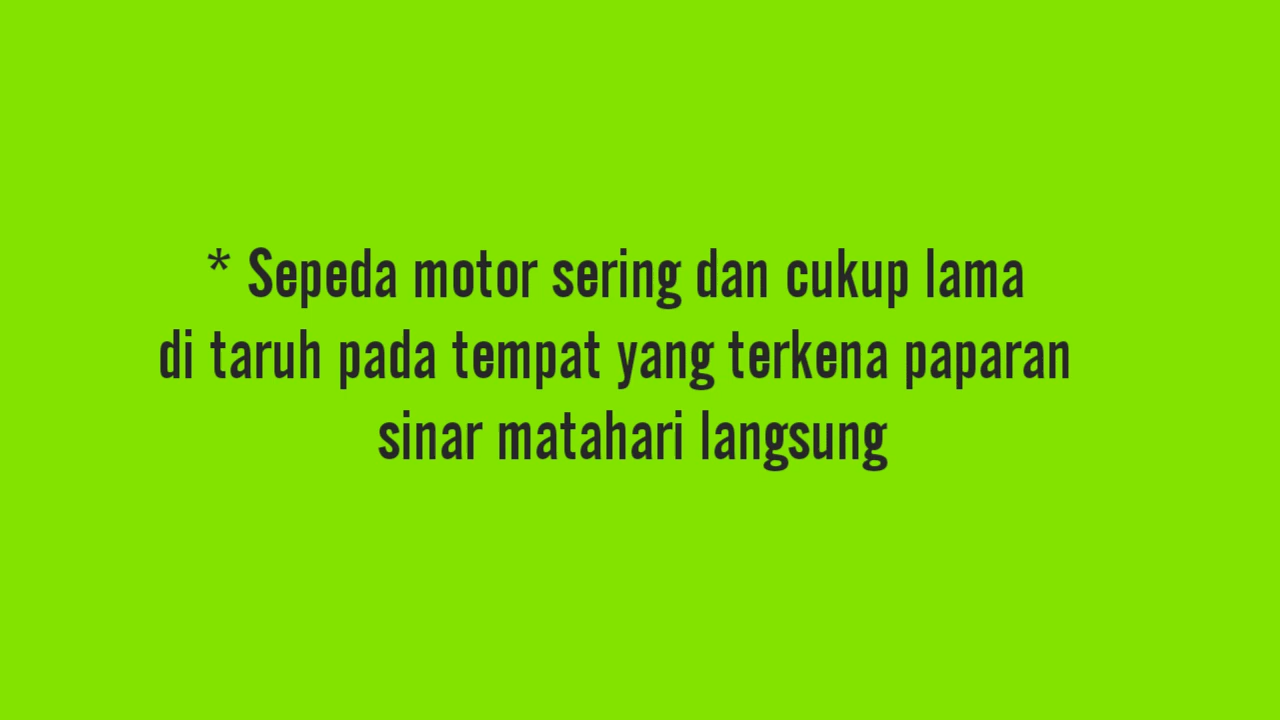 * Sepeda motor sering dan cukup lama
di taruh pada tempat yang terkena paparan
sinar matahari langsung